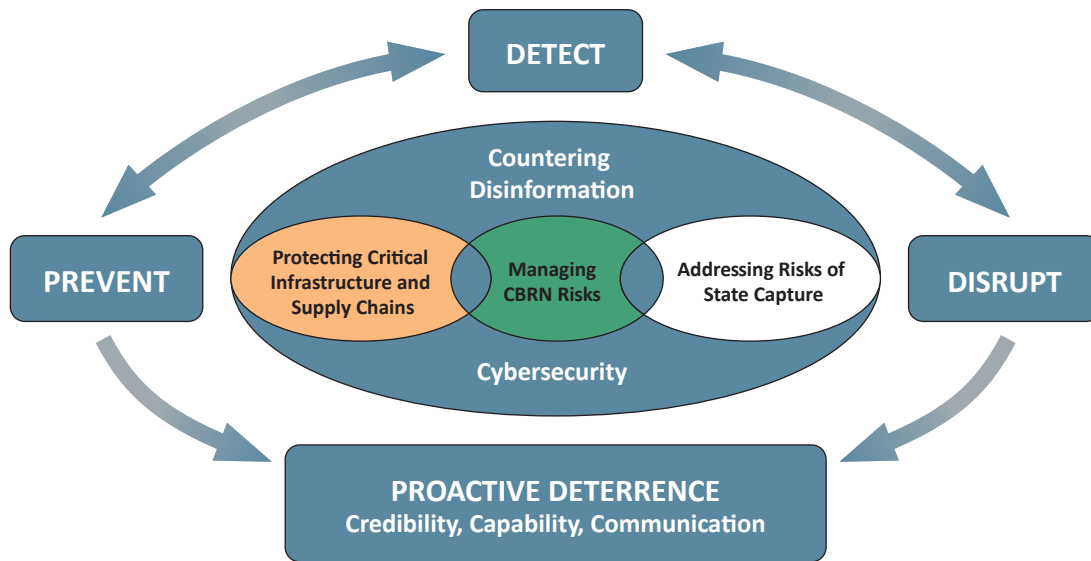 DETECT
Countering
Disinformation
PREVENT
Protecting Critical
Infrastructure and
Supply Chains
Managing
CBRN Risks
Addressing Risks of
State Capture
DISRUPT
Cybersecurity
PROACTIVE DETERRENCE
Credibility, Capability, Communication